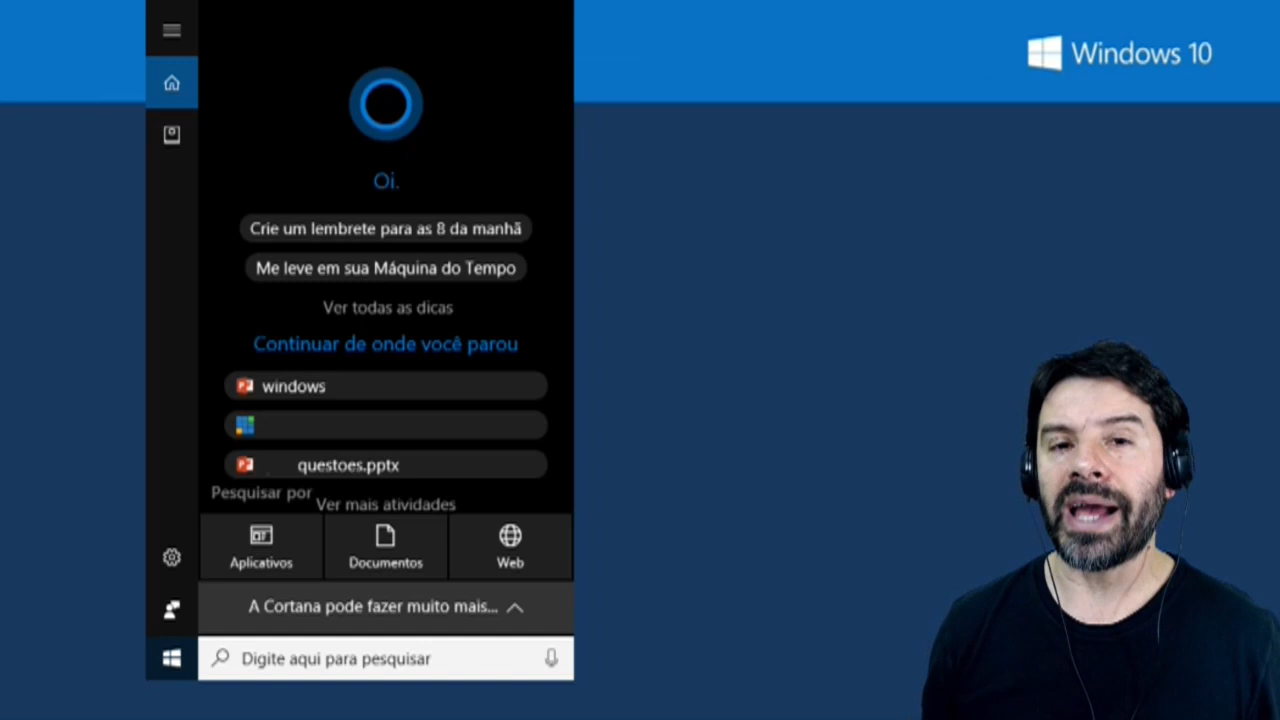 Windows 10
Oi.
Crie um lembrete para as 8 da manhã
Me leve em sua Máquina do Tempo
Ver todas as dicas
Continuar de onde você parou
windows
questoes.pptx
Pesquisar por
Ver mais atividades
Aplicativos
Documentos
Web
A Cortana pode fazer muito mais...
Digite aqui para pesquisar